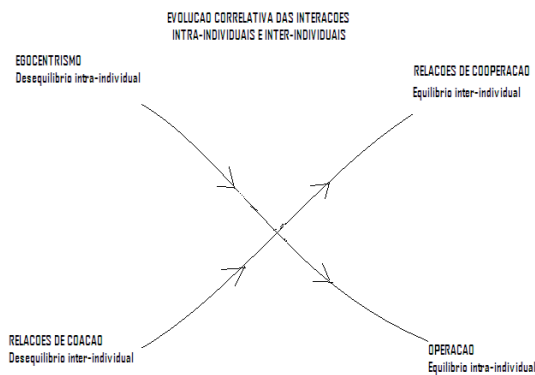 EVOLUCAO CORRELATIVA DAS INTERACOES
INTRA-INDIVIDUAIS E INTER-INDIVIDUAIS
EGOCENTRISMO
Desequilibrio intra-individual
RELACOES DE COOPERACAO
Equilibrio inter-individual
RELACOES DE COACAO
Desequilibrio inter-individual
OPERACAO
Equilibrio intra-individual